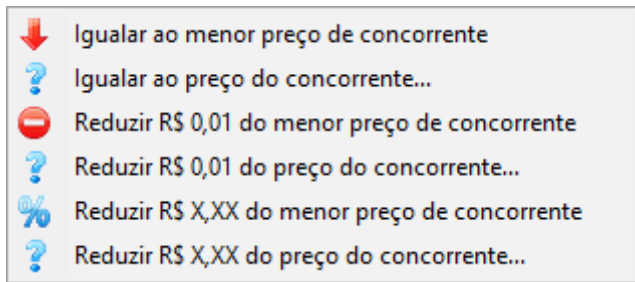 Igualar ao menor preço de concorrente
Igualar ao preço do concorrente...
Reduzir R$ 0,01 do menor preço de concorrente
Reduzir R$ 0,01 do preço do concorrente...
Reduzir R$ X,XX do menor preço de concorrente
Reduzir R$ X,XX do preço do concorrente...